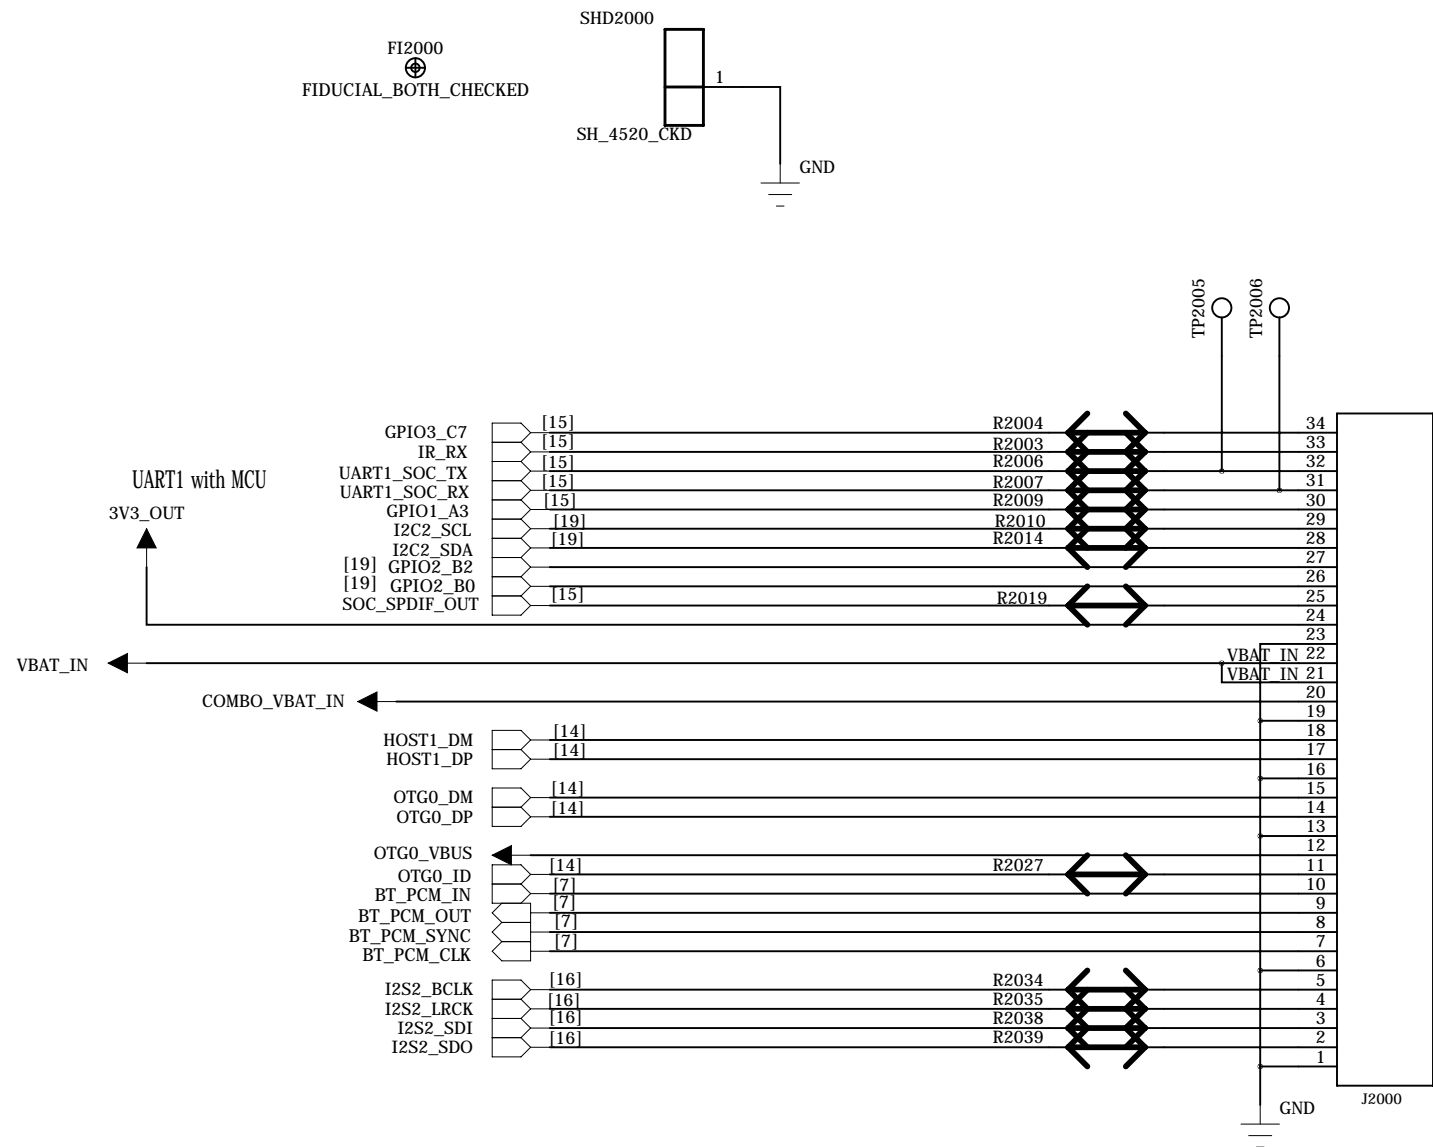 SHD2000
FI2000
FIDUCIAL_BOTH_CHECKED
1
SH_4520_CKD
GND
TP2005
TP2006
GPIO3_C7 [15] R2004 34
IR_RX [15] R2003 33
UART1_SOC_TX [15] R2006 32
UART1 with MCU
UART1_SOC_RX [15] R2007 31
GPIO1_A3 [15] R2009 30
3V3_OUT
I2C2_SCL [19] R2010 29
I2C2_SDA [19] R2014 28
[19] GPIO2_B2 27
[19] GPIO2_B0 26
SOC_SPDIF_OUT [15] R2019 25
24
23
VBAT_IN 22
VBAT_IN
VBAT_IN 21
COMBO_VBAT_IN 20
19
HOST1_DM [14] 18
HOST1_DP [14] 17
16
OTG0_DM [14] 15
OTG0_DP [14] 14
13
OTG0_VBUS 12
OTG0_ID [14] R2027 11
BT_PCM_IN [7] 10
BT_PCM_OUT [7] 9
BT_PCM_SYNC [7] 8
BT_PCM_CLK [7] 7
6
I2S2_BCLK [16] R2034 5
I2S2_LRCK [16] R2035 4
I2S2_SDI [16] R2038 3
I2S2_SDO [16] R2039 2
1
J2000
GND